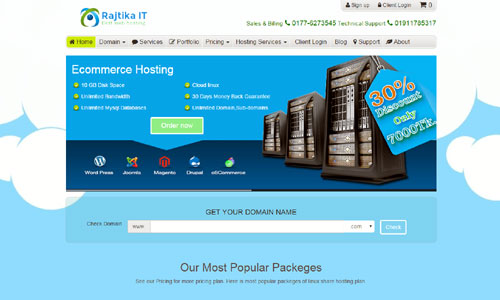 Sign up Client Login 0
Rajtika IT
Best web hosting
Sales & Billing 0177-6273545 Technical Support 01911785317
Home Domain Services Portfolio Pricing Hosting Services Client Login Blog Support About
Ecommerce Hosting
10 GB Disk Space Cloud linux
Unlimited Bandwidth 30 Days Money Back Guarantee
Unlimited Mysql Databases Unlimited Domain,Sub-domains
Order now
30%
Discount
Only
7000Tk.
Word Press Joomla Magento Drupal osECommerce
GET YOUR DOMAIN NAME
Check Domain: www. .com Check
Our Most Popular Packeges
See our Pricing for more pricing plan. Here is most popular packeges of linux share hosting plan